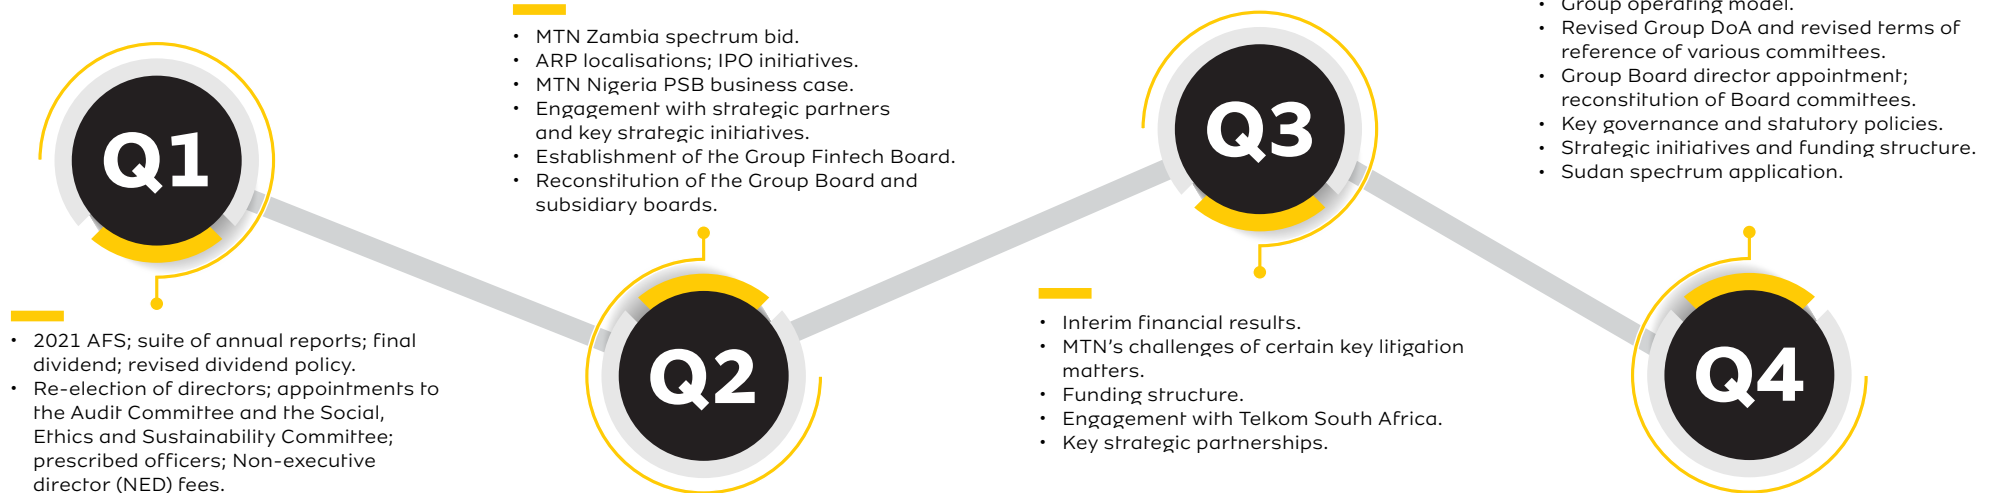 Q1
• 2021 AFS; suite of annual reports; final
dividend; revised dividend policy.
• Re-election of directors; appointments to
the Audit Committee and the Social,
Ethics and Sustainability Committee;
prescribed officers; Non-executive
director (NED) fees.
• MTN Zambia spectrum bid.
• ARP localisations; IPO initiatives.
• MTN Nigeria PSB business case.
• Engagement with strategic partners
and key strategic initiatives.
• Establishment of the Group Fintech Board.
• Reconstitution of the Group Board and
subsidiary boards.
Q2
Q3
• Interim financial results.
• MTN's challenges of certain key litigation
matters.
• Funding structure.
• Engagement with Telkom South Africa.
• Key strategic partnerships.
• Group operating model.
• Revised Group DoA and revised terms of
reference of various committees.
• Group Board director appointment;
reconstitution of Board committees.
• Key governance and statutory policies.
• Strategic initiatives and funding structure.
• Sudan spectrum application.
Q4